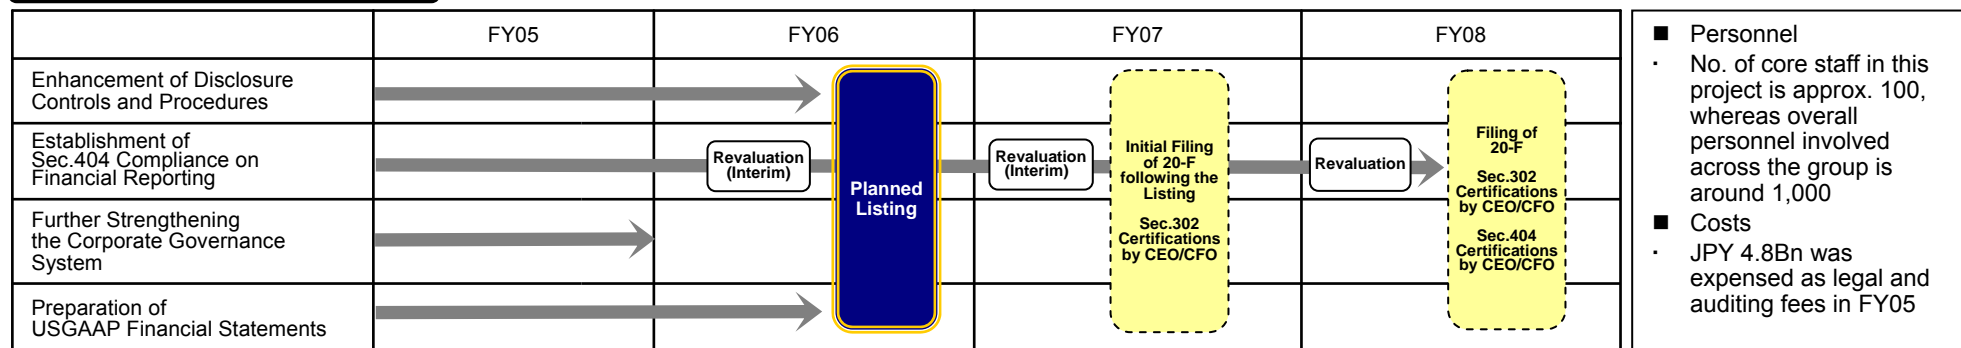 FY05
FY06
FY07
FY08
Enhancement of Disclosure
Controls and Procedures
Establishment of
Sec.404 Compliance on
Financial Reporting
Revaluation
(Interim)
Revaluation
(Interim)
Revaluation
Further Strengthening
the Corporate Governance
System
Preparation of
USGAAP Financial Statements
Planned
Listing
Initial Filing
of 20-F
following the
Listing
Sec.302
Certifications
by CEO/CFO
Filing of
20-F
Sec.302
Certifications
by CEO/CFO
Sec.404
Certifications
by CEO/CFO
■ Personnel
· No. of core staff in this
project is approx. 100,
whereas overall
personnel involved
across the group is
around 1,000
■ Costs
· JPY 4.8Bn was
expensed as legal and
auditing fees in FY05